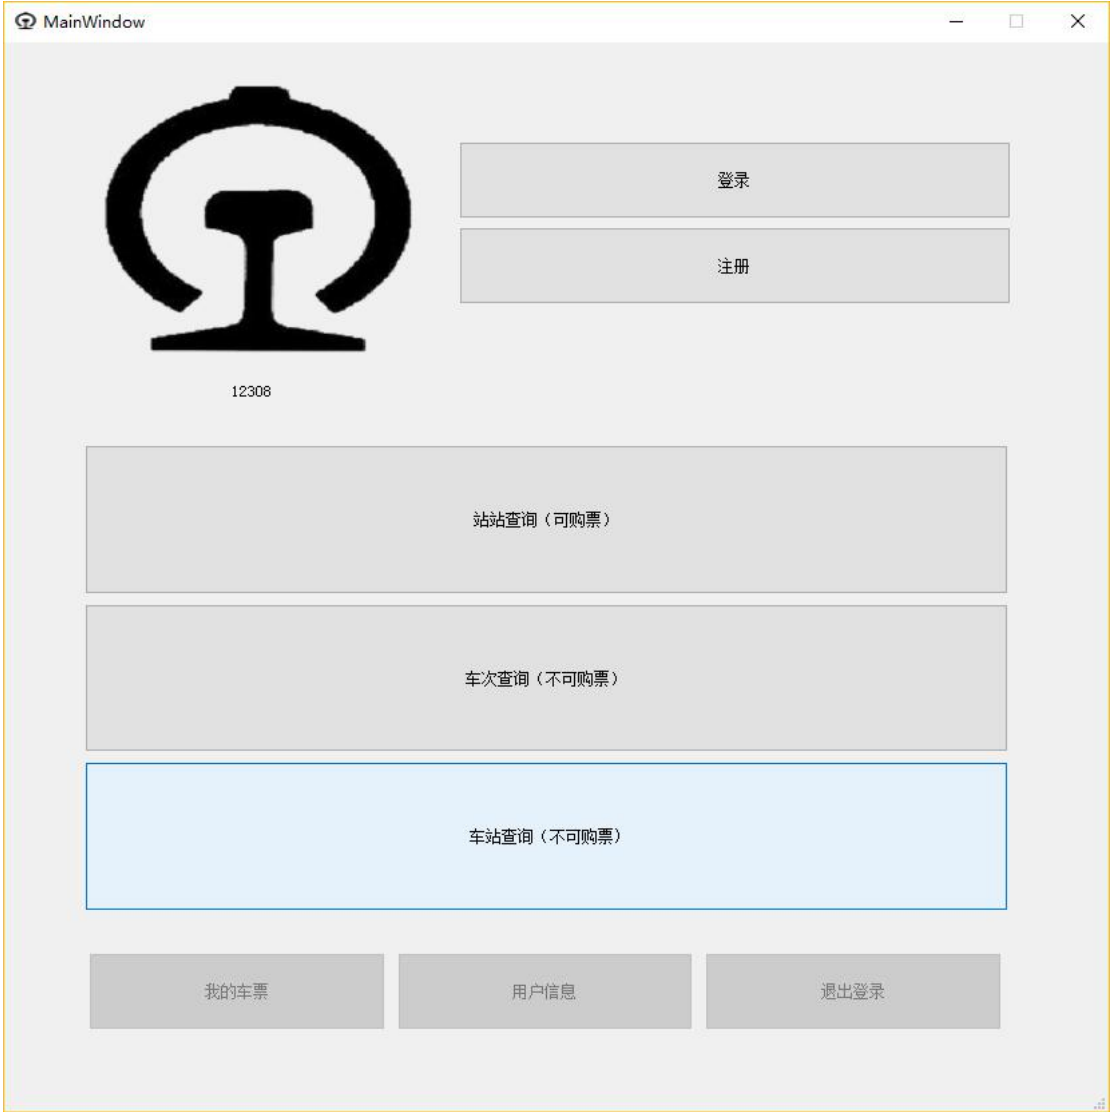 MainWindow
登录
注册
12308
站站查询（可购票）
车次查询（不可购票）
车站查询（不可购票）
我的车票
用户信息
退出登录